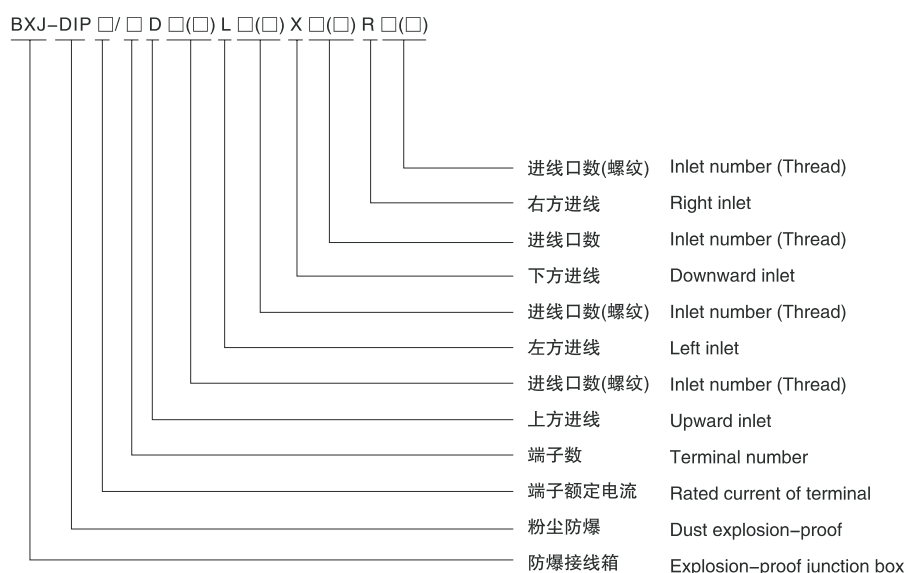 BXJ-DIP □/□ D □(□) L □(□) X □(□) R □(□)
进线口数(螺纹) Inlet number (Thread)
右方进线 Right inlet
进线口数 Inlet number (Thread)
下方进线 Downward inlet
进线口数(螺纹) Inlet number (Thread)
左方进线 Left inlet
进线口数(螺纹) Inlet number (Thread)
上方进线 Upward inlet
端子数 Terminal number
端子额定电流 Rated current of terminal
粉尘防爆 Dust explosion-proof
防爆接线箱 Explosion-proof junction box